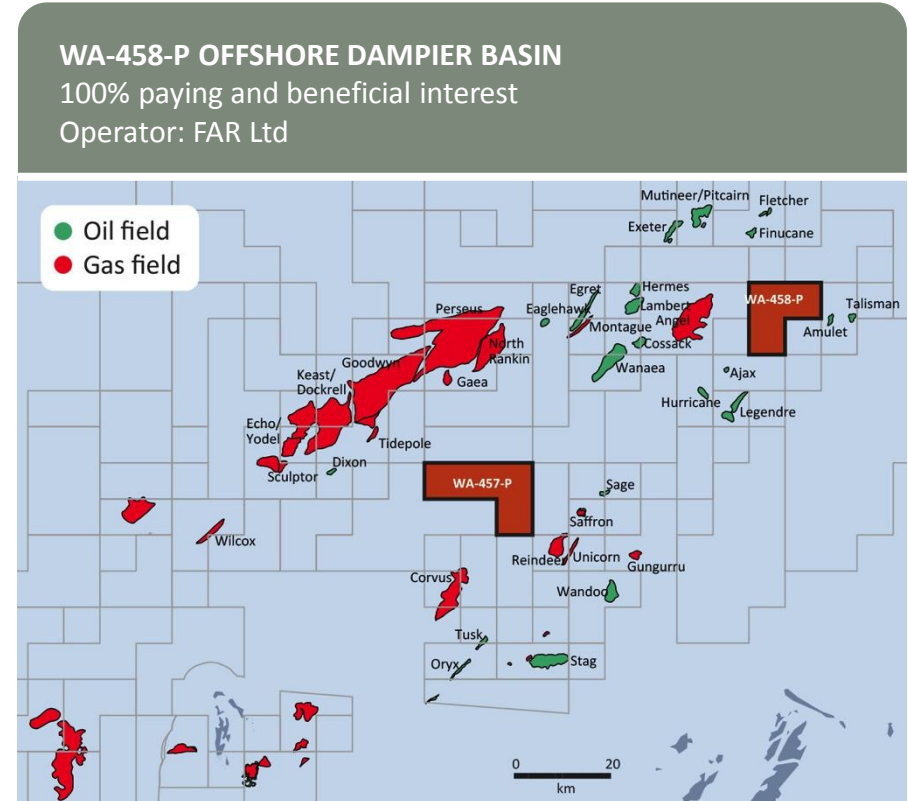 WA-458-P OFFSHORE DAMPIER BASIN
100% paying and beneficial interest
Operator: FAR Ltd
Oil field
Gas field
Mutineer/Pitcairn
Fletcher
Exeter
Finucane
Egret
Hermes
WA-458-P
Perseus
Eaglehawk
Lambert
Talisman
Montague
Angel
Amulet
North
Rankin
Cossack
Goodwyn
Wanaea
Ajax
Keast/
Dockrell
Gaea
Hurricane
Legendre
Echo/
Yodel
Tidepole
Dixon
Sculptor
WA-457-P
Sage
Saffron
Wilcox
Reindeer
Unicorn
Gungurru
Corvus
Wandoo
Tusk
Oryx
Stag
0
20
km